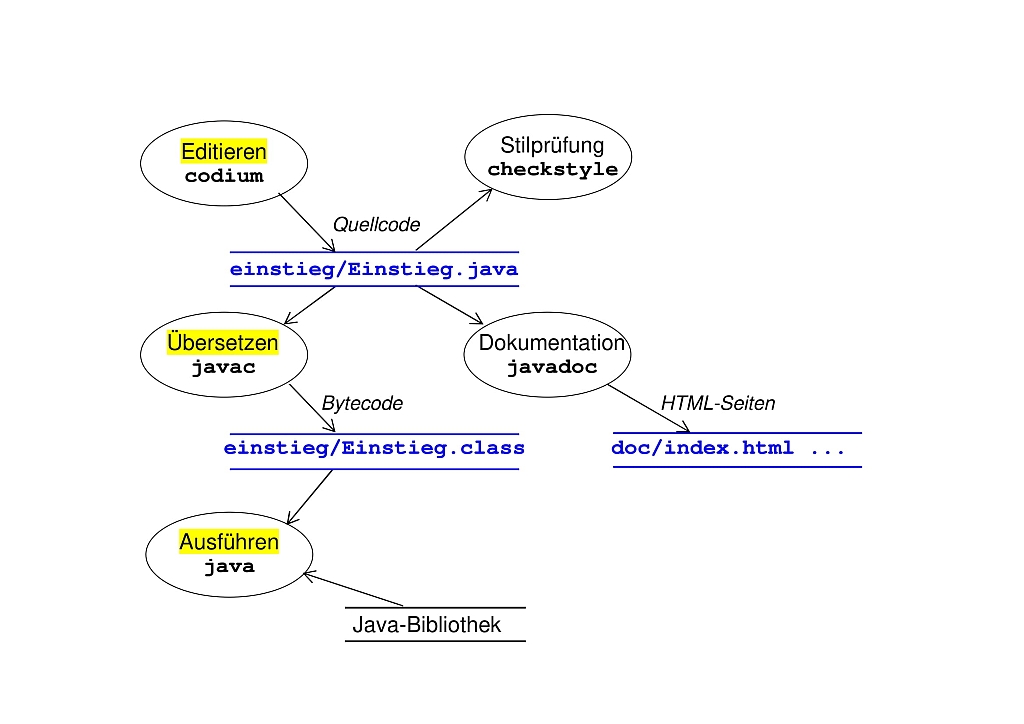 Editieren
codium
Stilprüfung
checkstyle
Quellcode
einstieg/Einstieg.java
Übersetzen
javac
Dokumentation
javadoc
Bytecode
HTML-Seiten
einstieg/Einstieg.class
doc/index.html ...
Ausführen
java
Java-Bibliothek